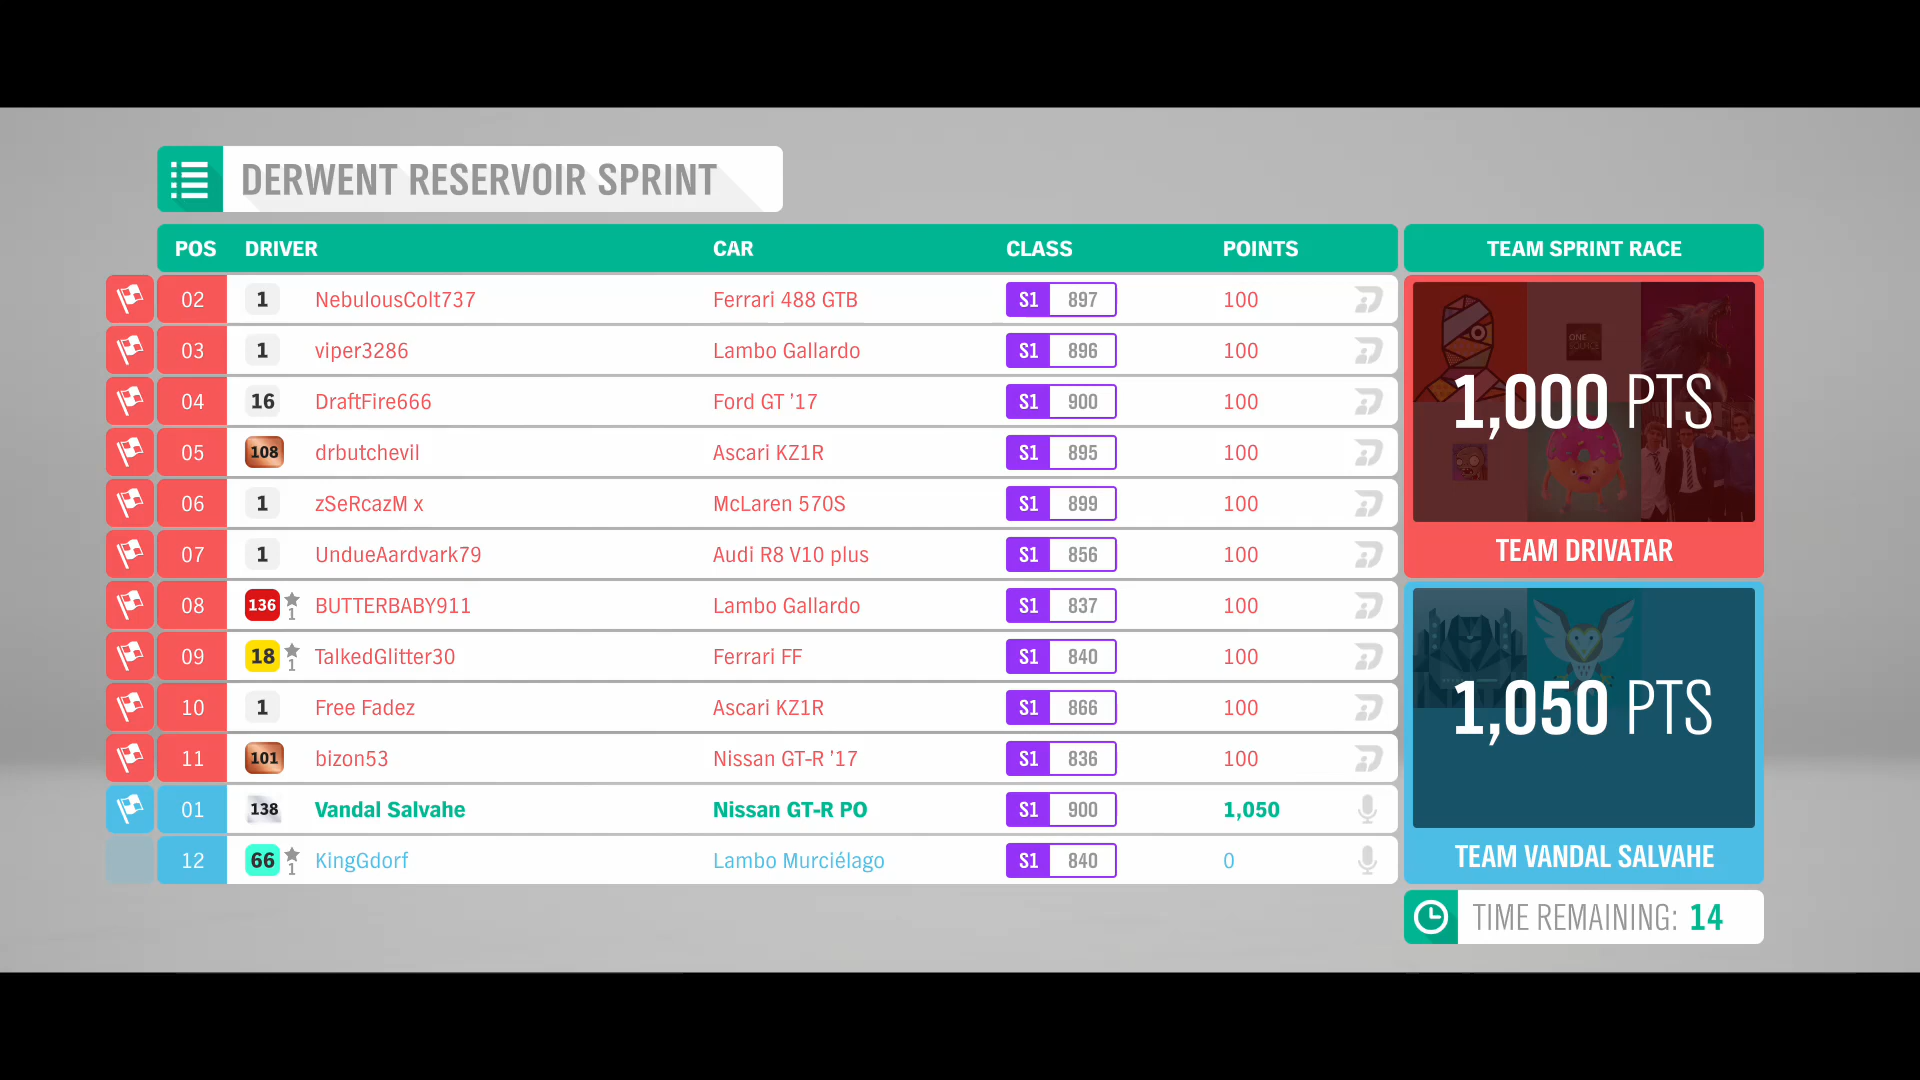 DERWENT RESERVOIR SPRINT
POS DRIVER CAR CLASS POINTS TEAM SPRINT RACE
02 1 NebulousColt737 Ferrari 488 GTB S1 897 100
03 1 viper3286 Lambo Gallardo S1 896 100
04 16 DraftFire666 Ford GT ’17 S1 900 100
05 108 drbutchevil Ascari KZ1R S1 895 100
06 1 zSeRcazM x McLaren 570S S1 899 100
07 1 UndueAardvark79 Audi R8 V10 plus S1 856 100
08 136 1 BUTTERBABY911 Lambo Gallardo S1 837 100
09 18 1 TalkedGlitter30 Ferrari FF S1 840 100
10 1 Free Fadez Ascari KZ1R S1 866 100
11 101 bizon53 Nissan GT-R ’17 S1 836 100
01 138 Vandal Salvahe Nissan GT-R PO S1 900 1,050
12 66 1 KingGdorf Lambo Murciélago S1 840 0
ONE
SOURCE
1,000 PTS
TEAM DRIVATAR
1,050 PTS
TEAM VANDAL SALVAHE
TIME REMAINING: 14